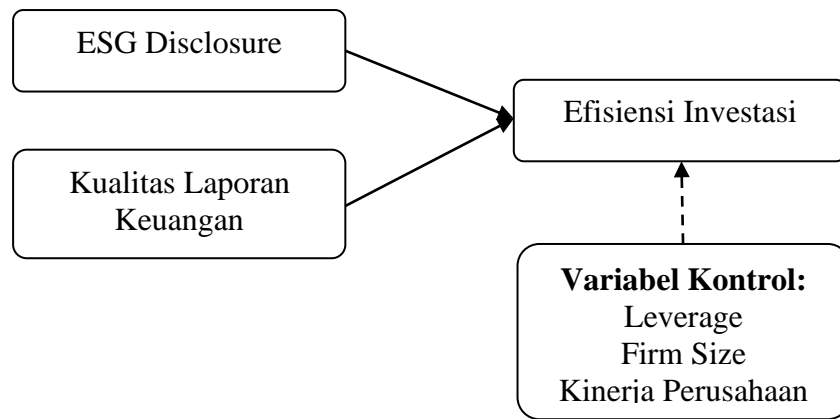 ESG Disclosure
Efisiensi Investasi
Kualitas Laporan
Keuangan
Variabel Kontrol:
Leverage
Firm Size
Kinerja Perusahaan